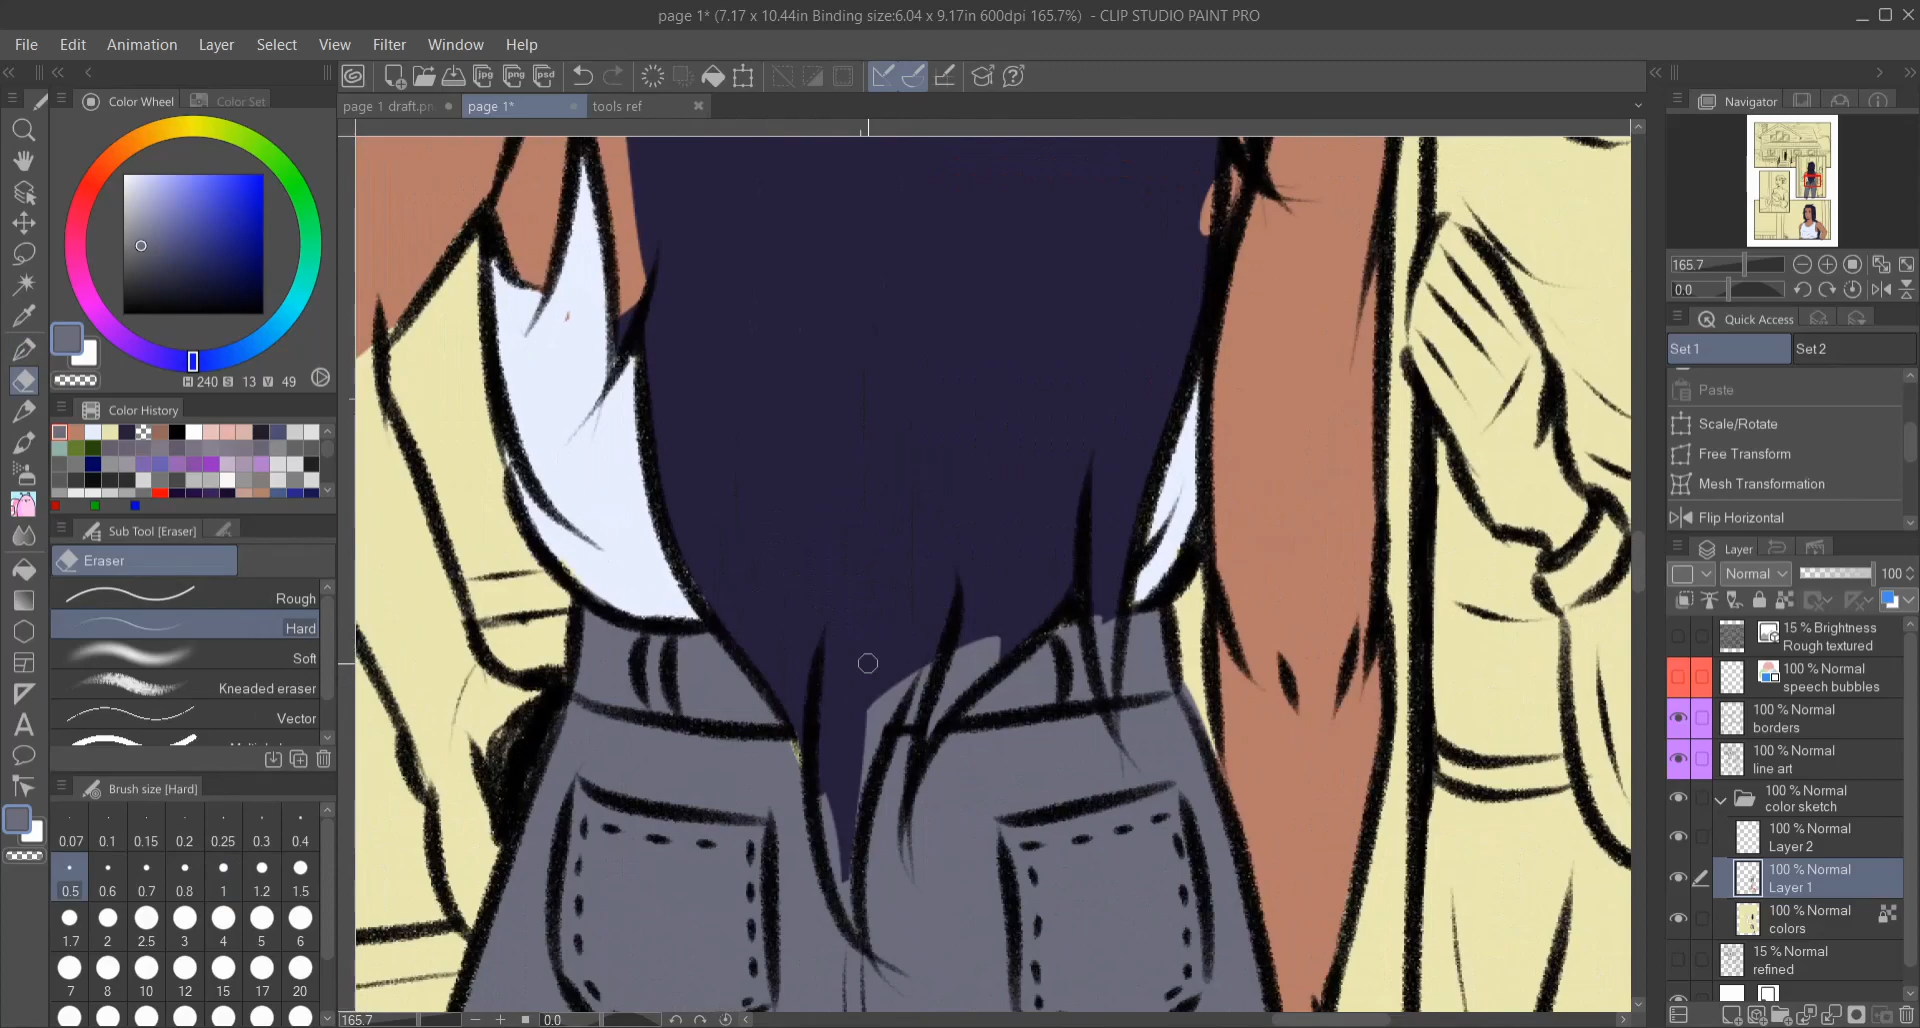 page 1* (7.17 x 10.44in Binding size:6.04 x 9.17in 600dpi 165.7%) - CLIP STUDIO PAINT PRO
File Edit Animation Layer Select View Filter Window Help
jpg png psd
Color Wheel Color Set
page 1 draft.pn page 1* tools ref
Navigator
H 240 S 13 V 49
165.7
0.0
Quick Access
Set 1 Set 2
Paste
Scale/Rotate
Free Transform
Mesh Transformation
Flip Horizontal
Color History
Sub Tool [Eraser]
Eraser
Rough
Hard
Soft
Kneaded eraser
Vector
Brush size [Hard]
0.07 0.1 0.15 0.2 0.25 0.3 0.4
0.5 0.6 0.7 0.8 1 1.2 1.5
1.7 2 2.5 3 4 5 6
7 8 10 12 15 17 20
A
Layer
Normal 100
15 % Brightness
Rough textured
100 % Normal
speech bubbles
100 % Normal
borders
100 % Normal
line art
100 % Normal
color sketch
100 % Normal
Layer 2
100 % Normal
Layer 1
100 % Normal
colors
15 % Normal
refined
165.7 0.0